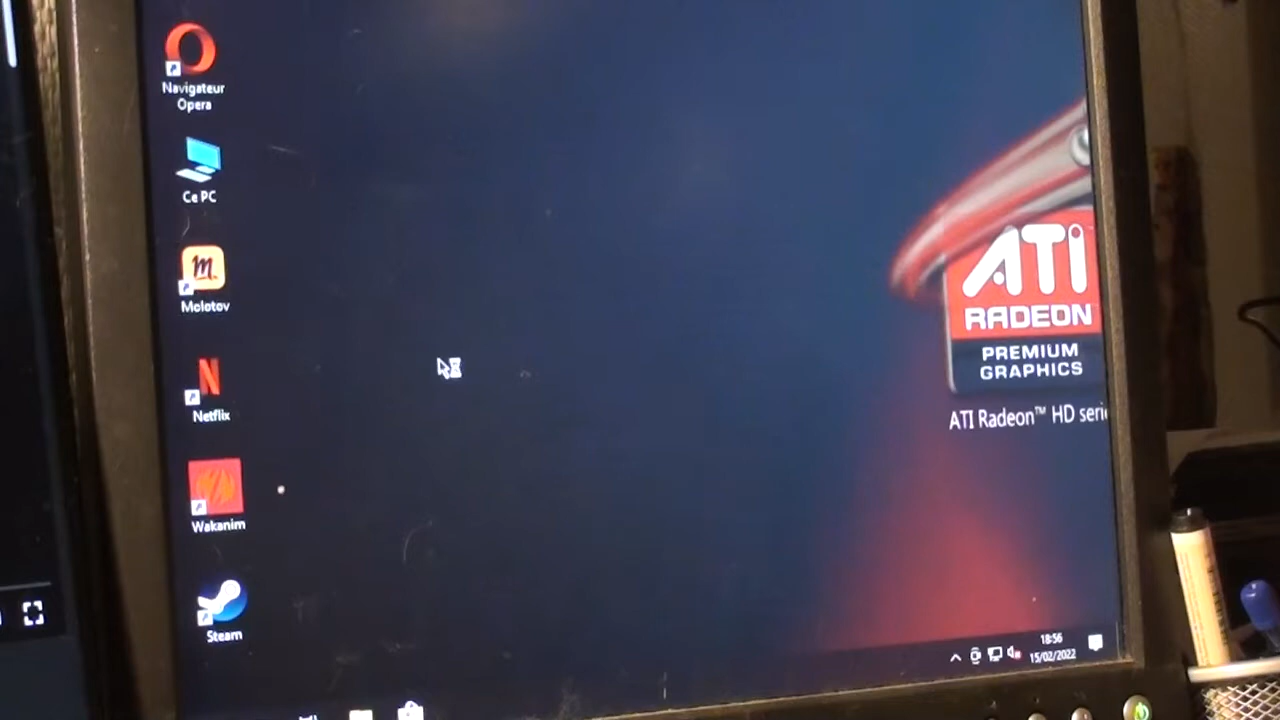 Navigateur
Opera
Ce PC
m
Molotov
N
Netflix
Wakanim
Steam
ATI
RADEON
PREMIUM
GRAPHICS
ATI Radeon™ HD serie
18:56
15/02/2022